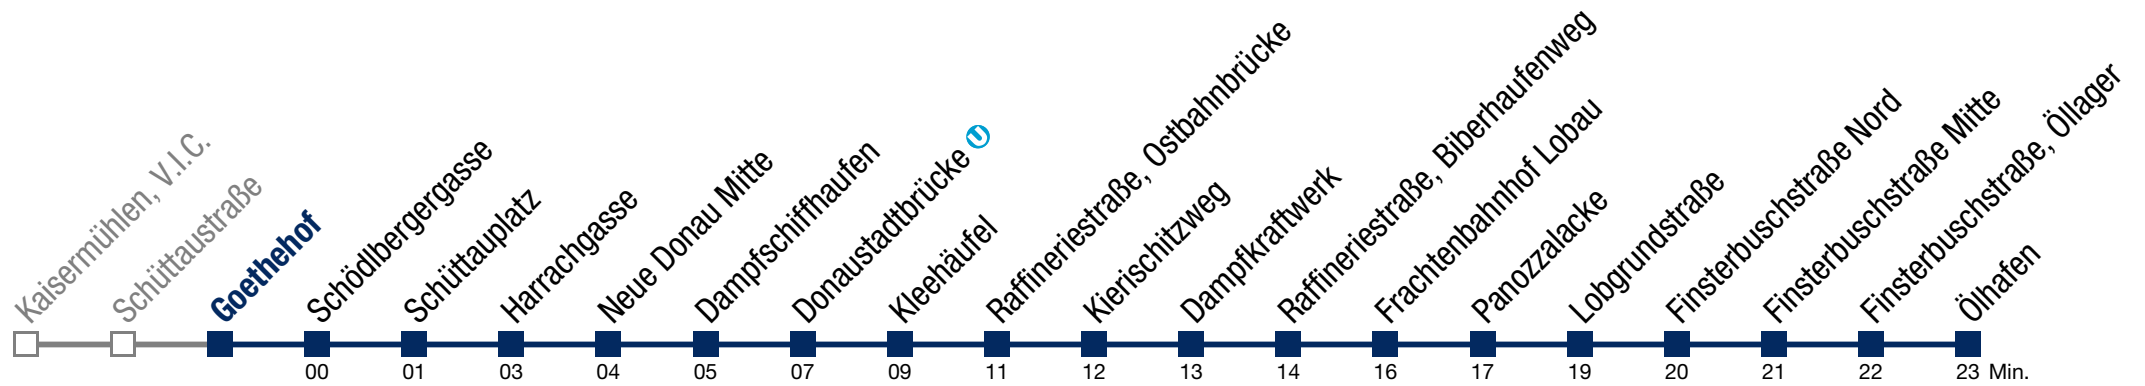 Kaisermühlen, V.I.C.
Schüttaustraße
Goethehof
Schödlbergergasse
Schüttauplatz
Harrachgasse
Neue Donau Mitte
Dampfschiffhaufen
Donaustadtbrücke U
Kleehäufel
Raffineriestraße, Ostbahnbrücke
Kierischitzweg
Dampfkraftwerk
Raffineriestraße, Biberhaufenweg
Frachtenbahnhof Lobau
Panozzalacke
Lobgrundstraße
Finsterbuschstraße Nord
Finsterbuschstraße Mitte
Finsterbuschstraße, Öllager
Ölhafen
00 01 03 04 05 07 09 11 12 13 14 16 17 19 20 21 22 23 Min.